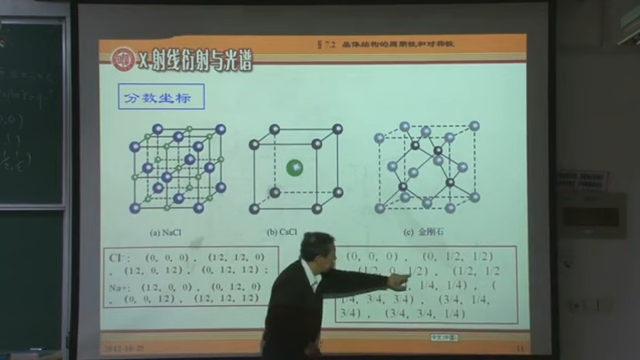 § 7.2 晶体结构的周期性和对称性
X-射线衍射与光谱
分数坐标
(a) NaCl
(b) CsCl
(c) 金刚石
Cl⁻: (0, 0, 0) (1/2, 1/2, 0)
, (1/2, 0, 1/2) , (0, 1/2, 1/2) ;
Na+: (1/2, 0, 0) , (0, 1/2, 0)
, (0, 0, 1/2) , (1/2, 1/2, 1/2)
(0, 0, 0) , (0, 1/2, 1/2)
(1/2, 0, 1/2) , (1/2, 1/2
1/4, 1/4) , (
1/4, 3/4, 3/4) , (3/4, 1/4,
3/4) , (3/4, 3/4, 1/4)